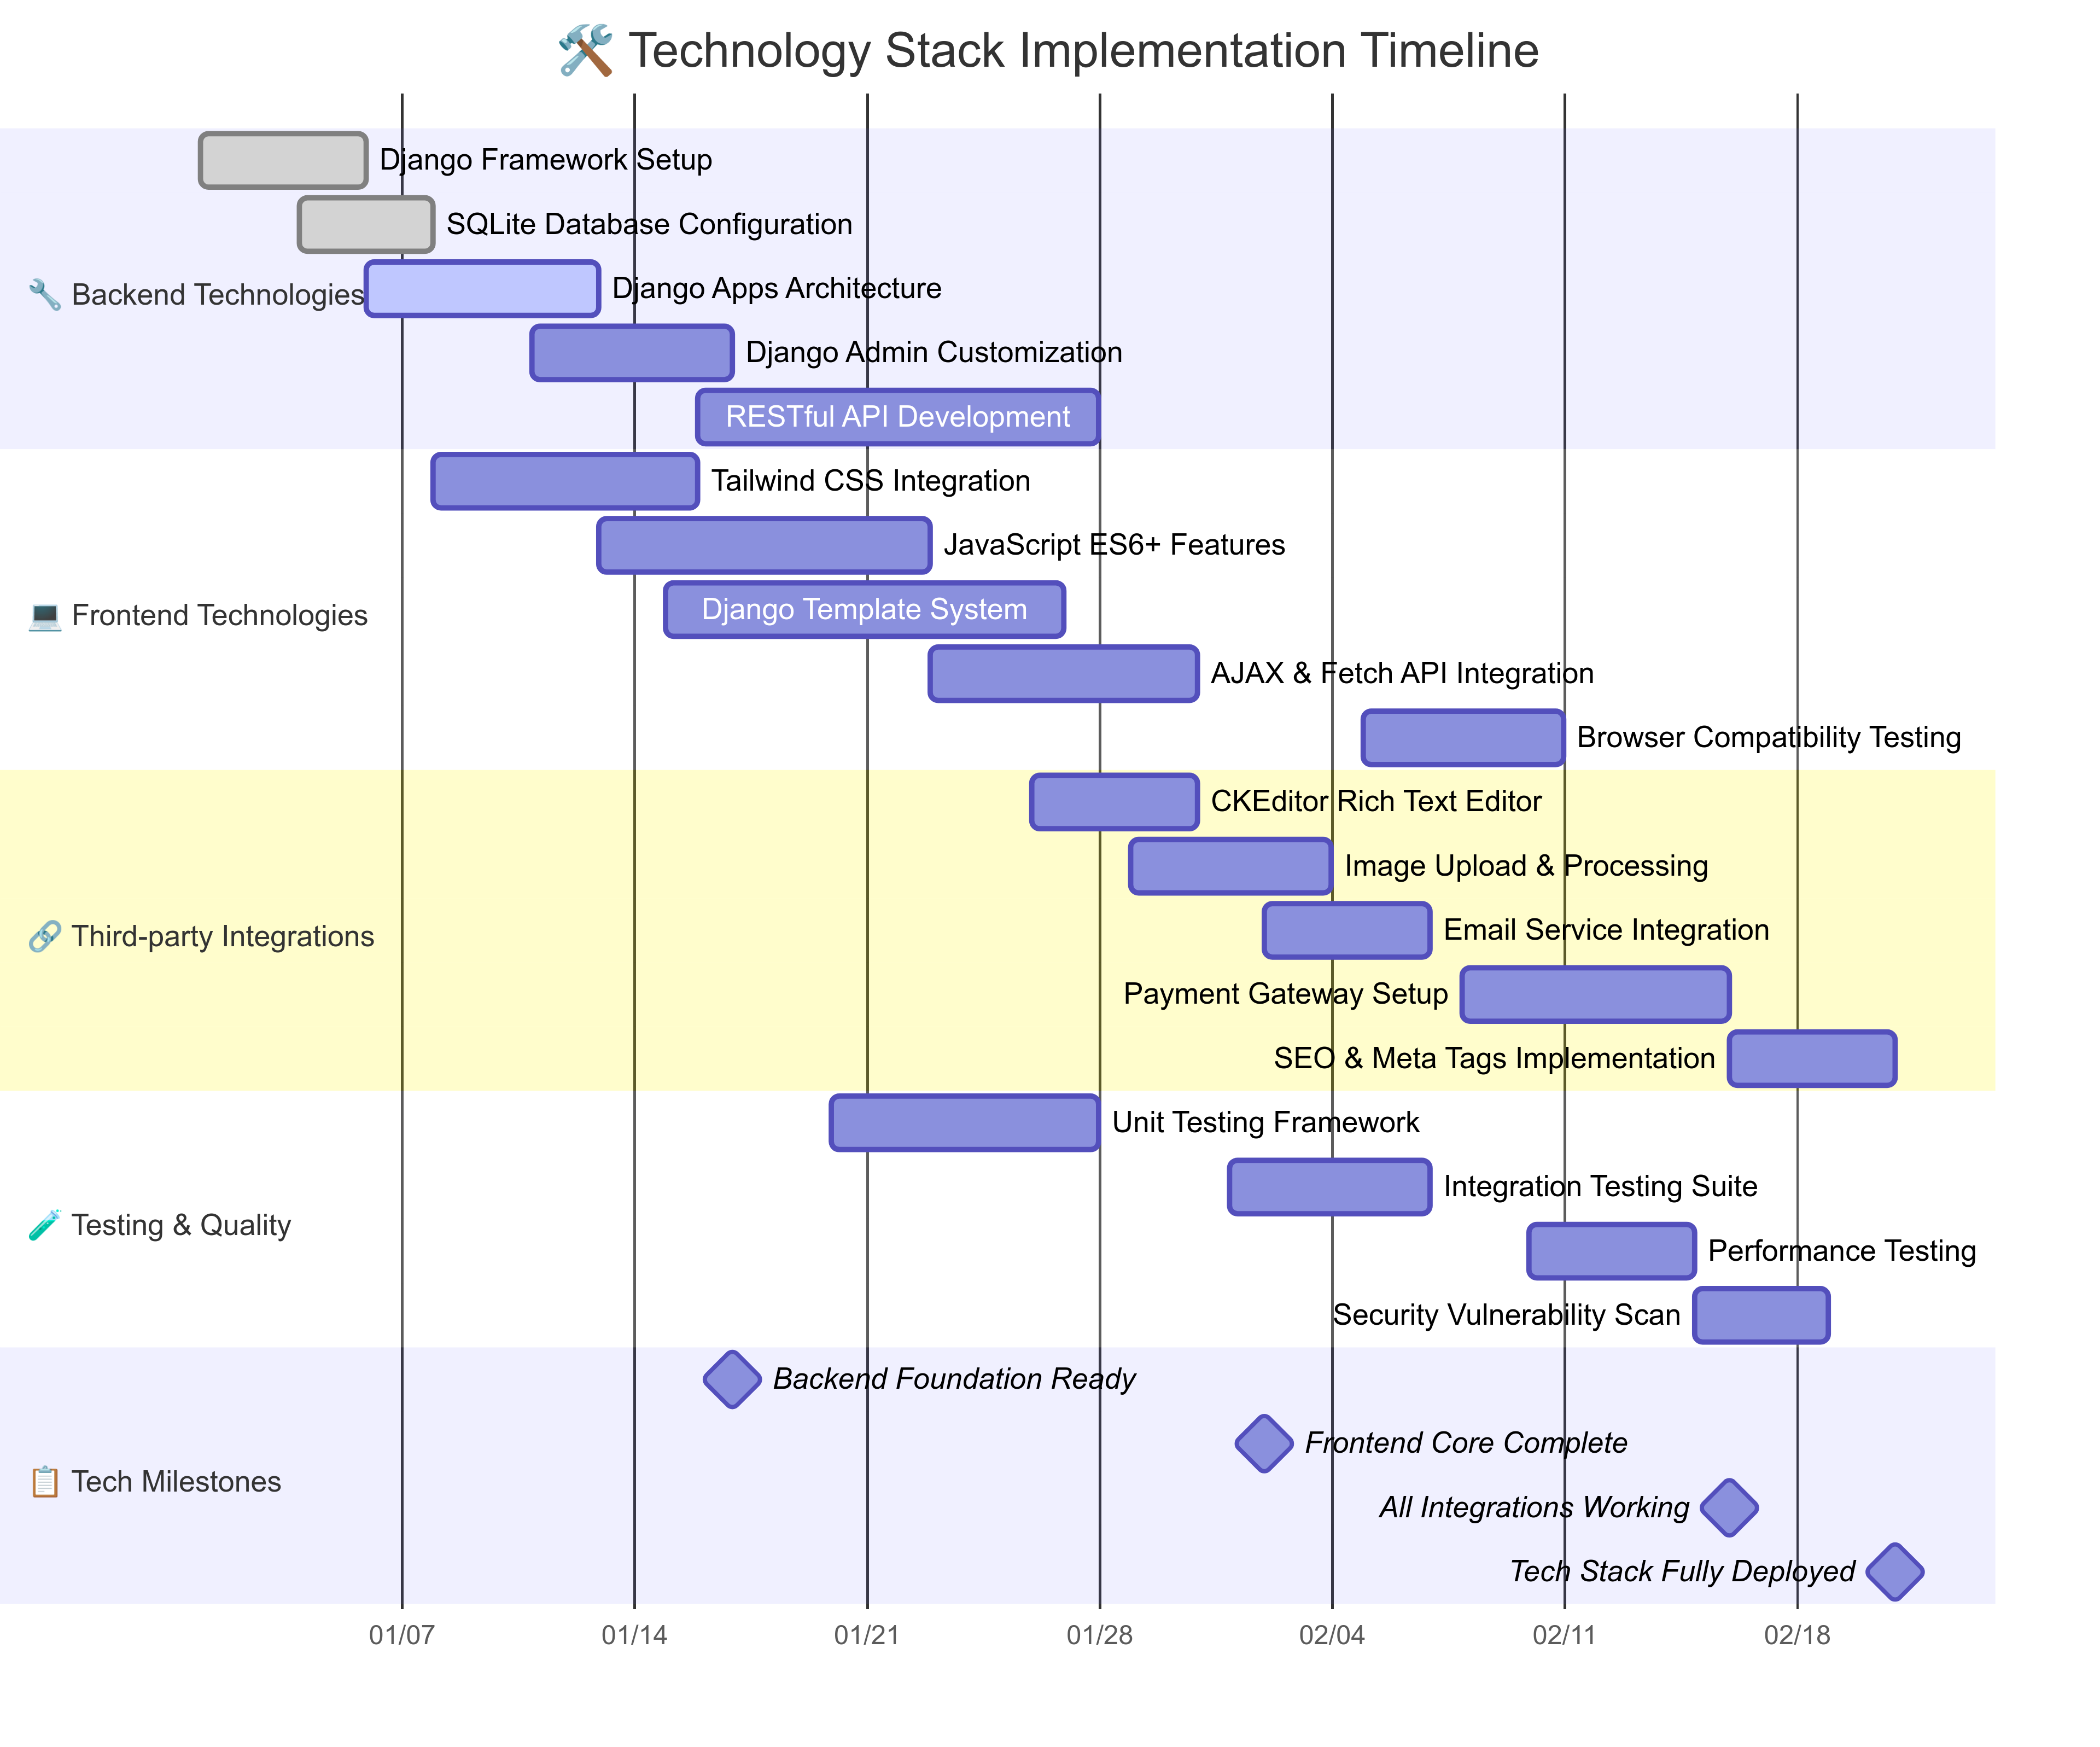 🛠️ Technology Stack Implementation Timeline
Django Framework Setup
SQLite Database Configuration
🔧 Backend Technologies
Django Apps Architecture
Django Admin Customization
RESTful API Development
Tailwind CSS Integration
JavaScript ES6+ Features
💻 Frontend Technologies
Django Template System
AJAX & Fetch API Integration
Browser Compatibility Testing
CKEditor Rich Text Editor
Image Upload & Processing
🔗 Third-party Integrations
Email Service Integration
Payment Gateway Setup
SEO & Meta Tags Implementation
Unit Testing Framework
Integration Testing Suite
🧪 Testing & Quality
Performance Testing
Security Vulnerability Scan
Backend Foundation Ready
Frontend Core Complete
📋 Tech Milestones
All Integrations Working
Tech Stack Fully Deployed
01/07 01/14 01/21 01/28 02/04 02/11 02/18